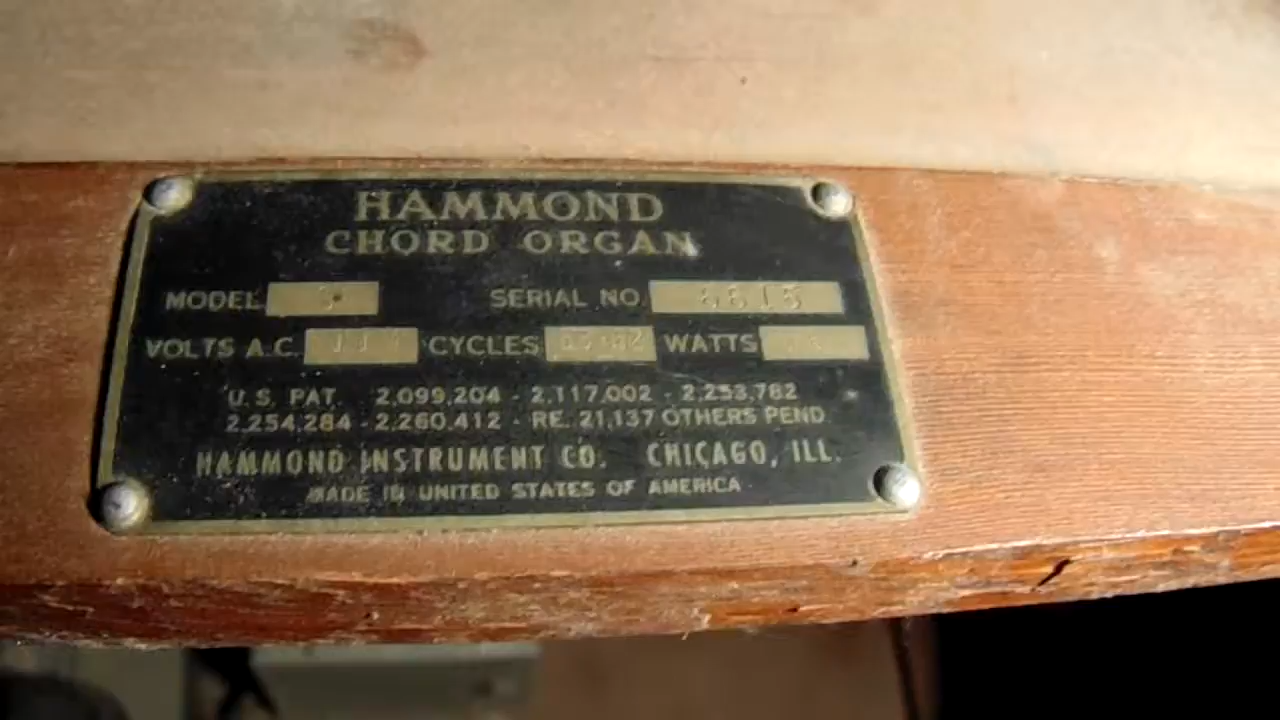 HAMMOND
CHORD ORGAN
MODEL SERIAL NO.
VOLTS A.C. CYCLES WATTS
U.S. PAT. 2,099,204 - 2,117,002 - 2,253,782
2,254,284 - 2,260,412 - RE. 21,137 OTHERS PEND.
HAMMOND INSTRUMENT CO. CHICAGO, ILL.
MADE IN UNITED STATES OF AMERICA